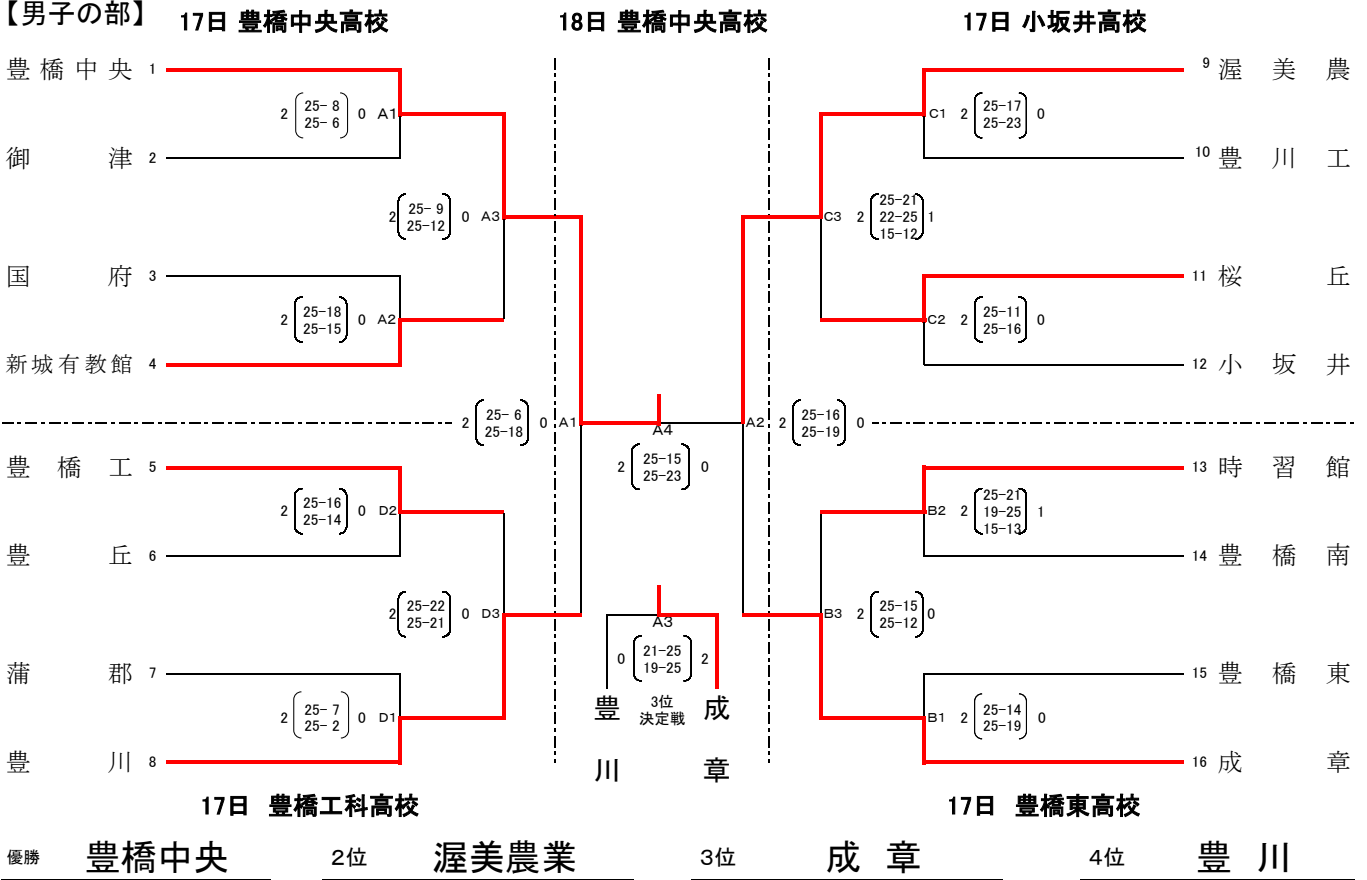 【男子の部】
17日 豊橋中央高校
18日 豊橋中央高校
17日 小坂井高校
豊橋中央 1
2 25- 8 0 A1
25- 6
御津 2
2 25- 9 0 A3
25-12
国府 3
2 25-18 0 A2
25-15
新城有教館 4
2 25- 6 0 A1
25-18
豊橋工 5
2 25-16 0 D2
25-14
豊丘 6
2 25-22 0 D3
25-21
蒲郡 7
2 25- 7 0 D1
25- 2
豊川 8
A4
2 25-15 0
25-23
A3
0 21-25 2
19-25
豊川
3位
決定戦
成章
9 渥美農
C1 2 25-17 0
25-23
10 豊川工
C3 2 25-21 1
22-25
15-12
11 桜丘
C2 2 25-11 0
25-16
12 小坂井
A2 2 25-16 0
25-19
13 時習館
B2 2 25-21 1
19-25
15-13
14 豊橋南
B3 2 25-15 0
25-12
15 豊橋東
B1 2 25-14 0
25-19
16 成章
17日 豊橋工科高校
17日 豊橋東高校
優勝 豊橋中央
2位 渥美農業
3位 成章
4位 豊川